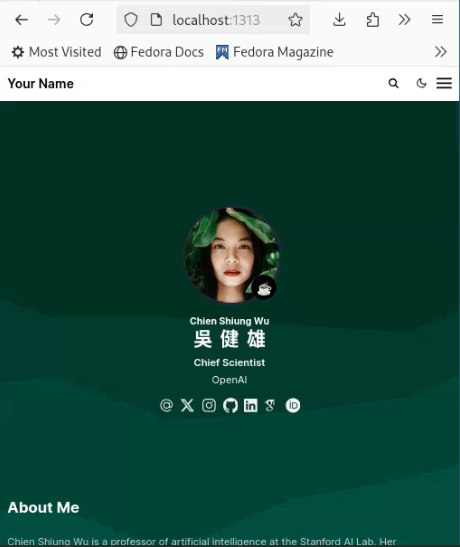 localhost:1313
Most Visited Fedora Docs Fedora Magazine
Your Name
Chien Shiung Wu
吳健雄
Chief Scientist
OpenAI
About Me
Chien Shiung Wu is a professor of artificial intelligence at the Stanford AI Lab. Her